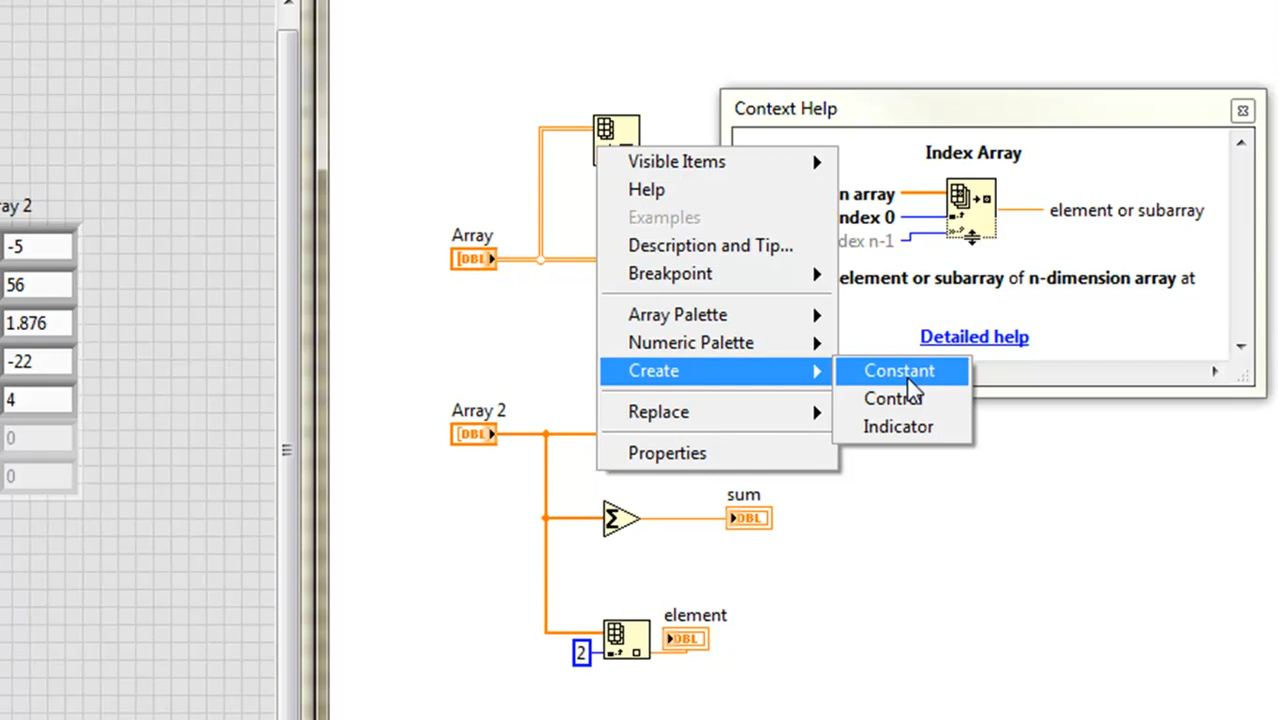 ray 2
-5
56
1.876
-22
4
0
0
Array
[DBL]
Array 2
[DBL]
Visible Items
Help
Examples
Description and Tip...
Breakpoint
Array Palette
Numeric Palette
Create
Replace
Properties
Constant
Indicator
Context Help
Index Array
n array
ndex 0
dex n-1
element or subarray
element or subarray of n-dimension array at
Detailed help
sum
DBL
Σ
element
DBL
2